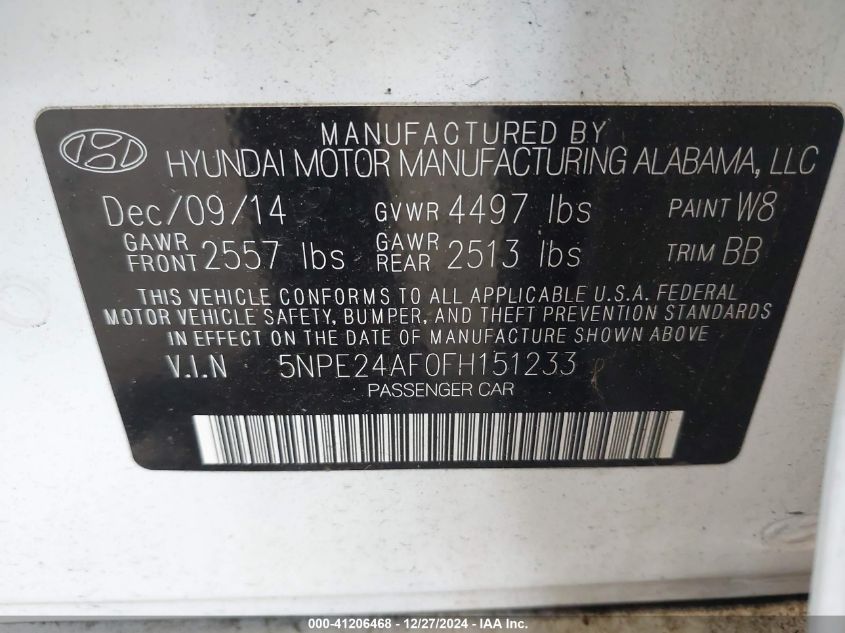 MANUFACTURED BY
HYUNDAI MOTOR MANUFACTURING ALABAMA, LLC
Dec/09/14 GVWR 4497 lbs PAINT W8
GAWR FRONT 2557 lbs GAWR REAR 2513 lbs TRIM BB
THIS VEHICLE CONFORMS TO ALL APPLICABLE U.S.A. FEDERAL
MOTOR VEHICLE SAFETY, BUMPER, AND THEFT PREVENTION STANDARDS
IN EFFECT ON THE DATE OF MANUFACTURE SHOWN ABOVE
V.I.N 5NPE24AF0FH151233
PASSENGER CAR
000-41206468 - 12/27/2024 - IAA Inc.